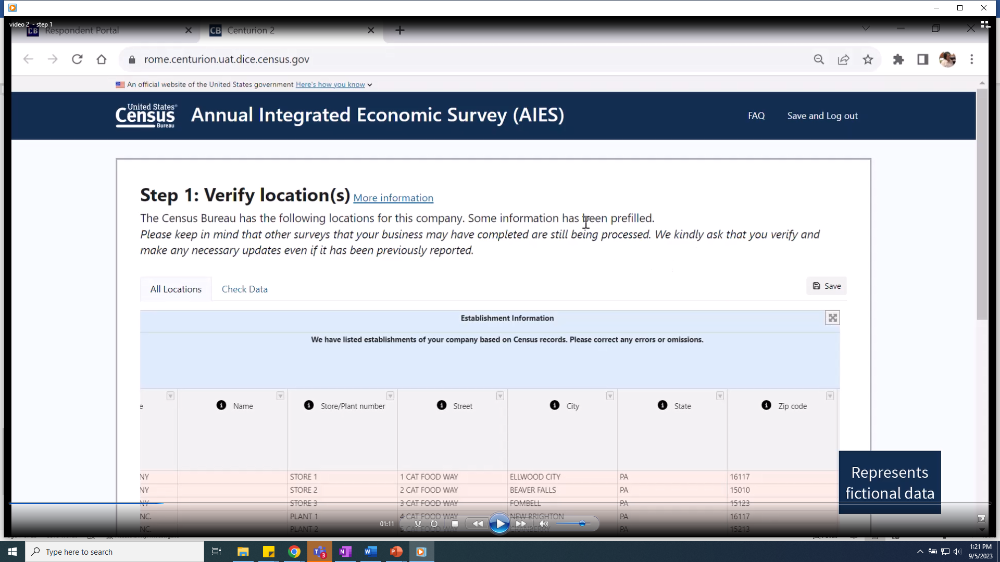 video 2 - step 1
Respondent Portal
CB Centurion 2
rome.centurion.uat.dice.census.gov
An official website of the United States government Here's how you know
United States®
Census
Bureau
Annual Integrated Economic Survey (AIES)
FAQ
Save and Log out
Step 1: Verify location(s) More information
The Census Bureau has the following locations for this company. Some information has been prefilled.
Please keep in mind that other surveys that your business may have completed are still being processed. We kindly ask that you verify and
make any necessary updates even if it has been previously reported.
All Locations Check Data Save
Establishment Information
We have listed establishments of your company based on Census records. Please correct any errors or omissions.
e Name Store/Plant number Street City State Zip code
NY STORE 1 1 CAT FOOD WAY ELLWOOD CITY PA 16117
NY STORE 2 2 CAT FOOD WAY BEAVER FALLS PA 15010
NY STORE 3 3 CAT FOOD WAY FOMBELL PA 15123
NC. PLANT 1 4 CAT FOOD WAY NEW BRIGHTON PA 16117
PLANT 2 CAT FOOD WAY CRANBERRY PA 15213
Represents
fictional data
01:11
Type here to search
3
1:21 PM
9/5/2023